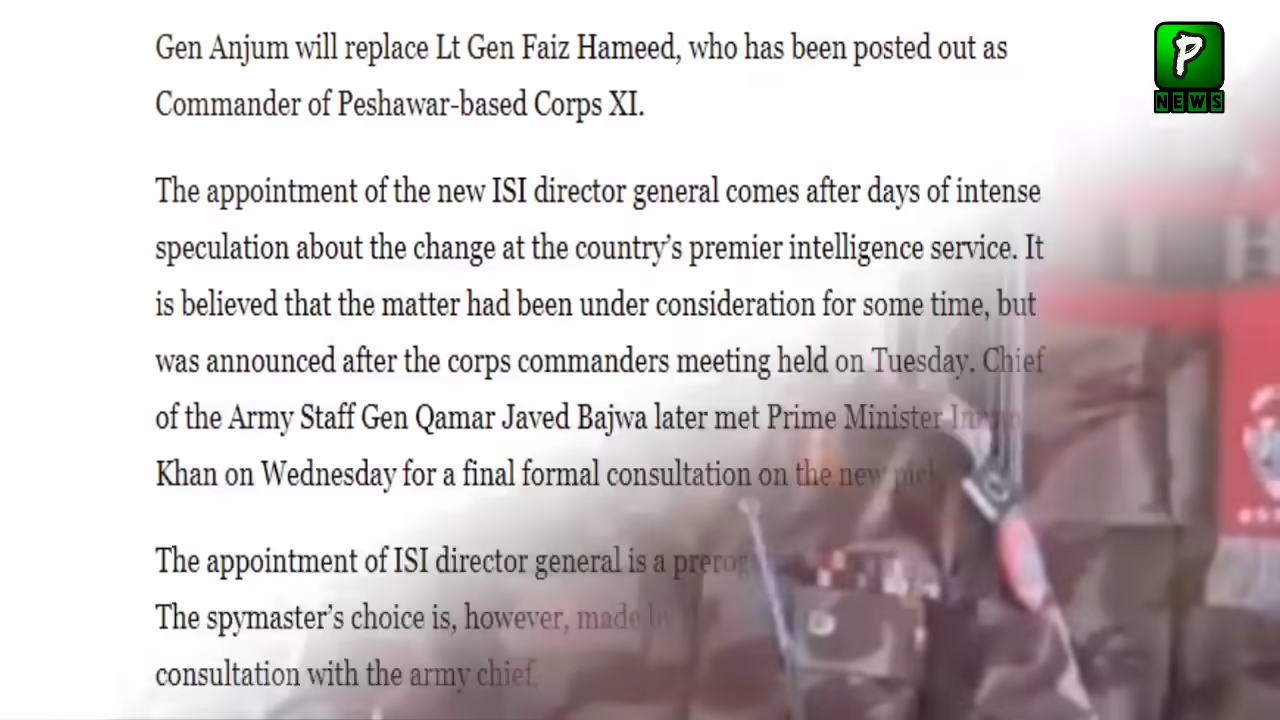 Gen Anjum will replace Lt Gen Faiz Hameed, who has been posted out as
P
NEWS
Commander of Peshawar-based Corps XI.
The appointment of the new ISI director general comes after days of intense
speculation about the change at the country’s premier intelligence service. It
is believed that the matter had been under consideration for some time, but
was announced after the corps commanders meeting held on Tuesday. Chief
of the Army Staff Gen Qamar Javed Bajwa later met Prime Minister Imran
Khan on Wednesday for a final formal consultation on the new pick
The appointment of ISI director general is a
The spymaster’s choice is, however, made by
consultation with the army chief.